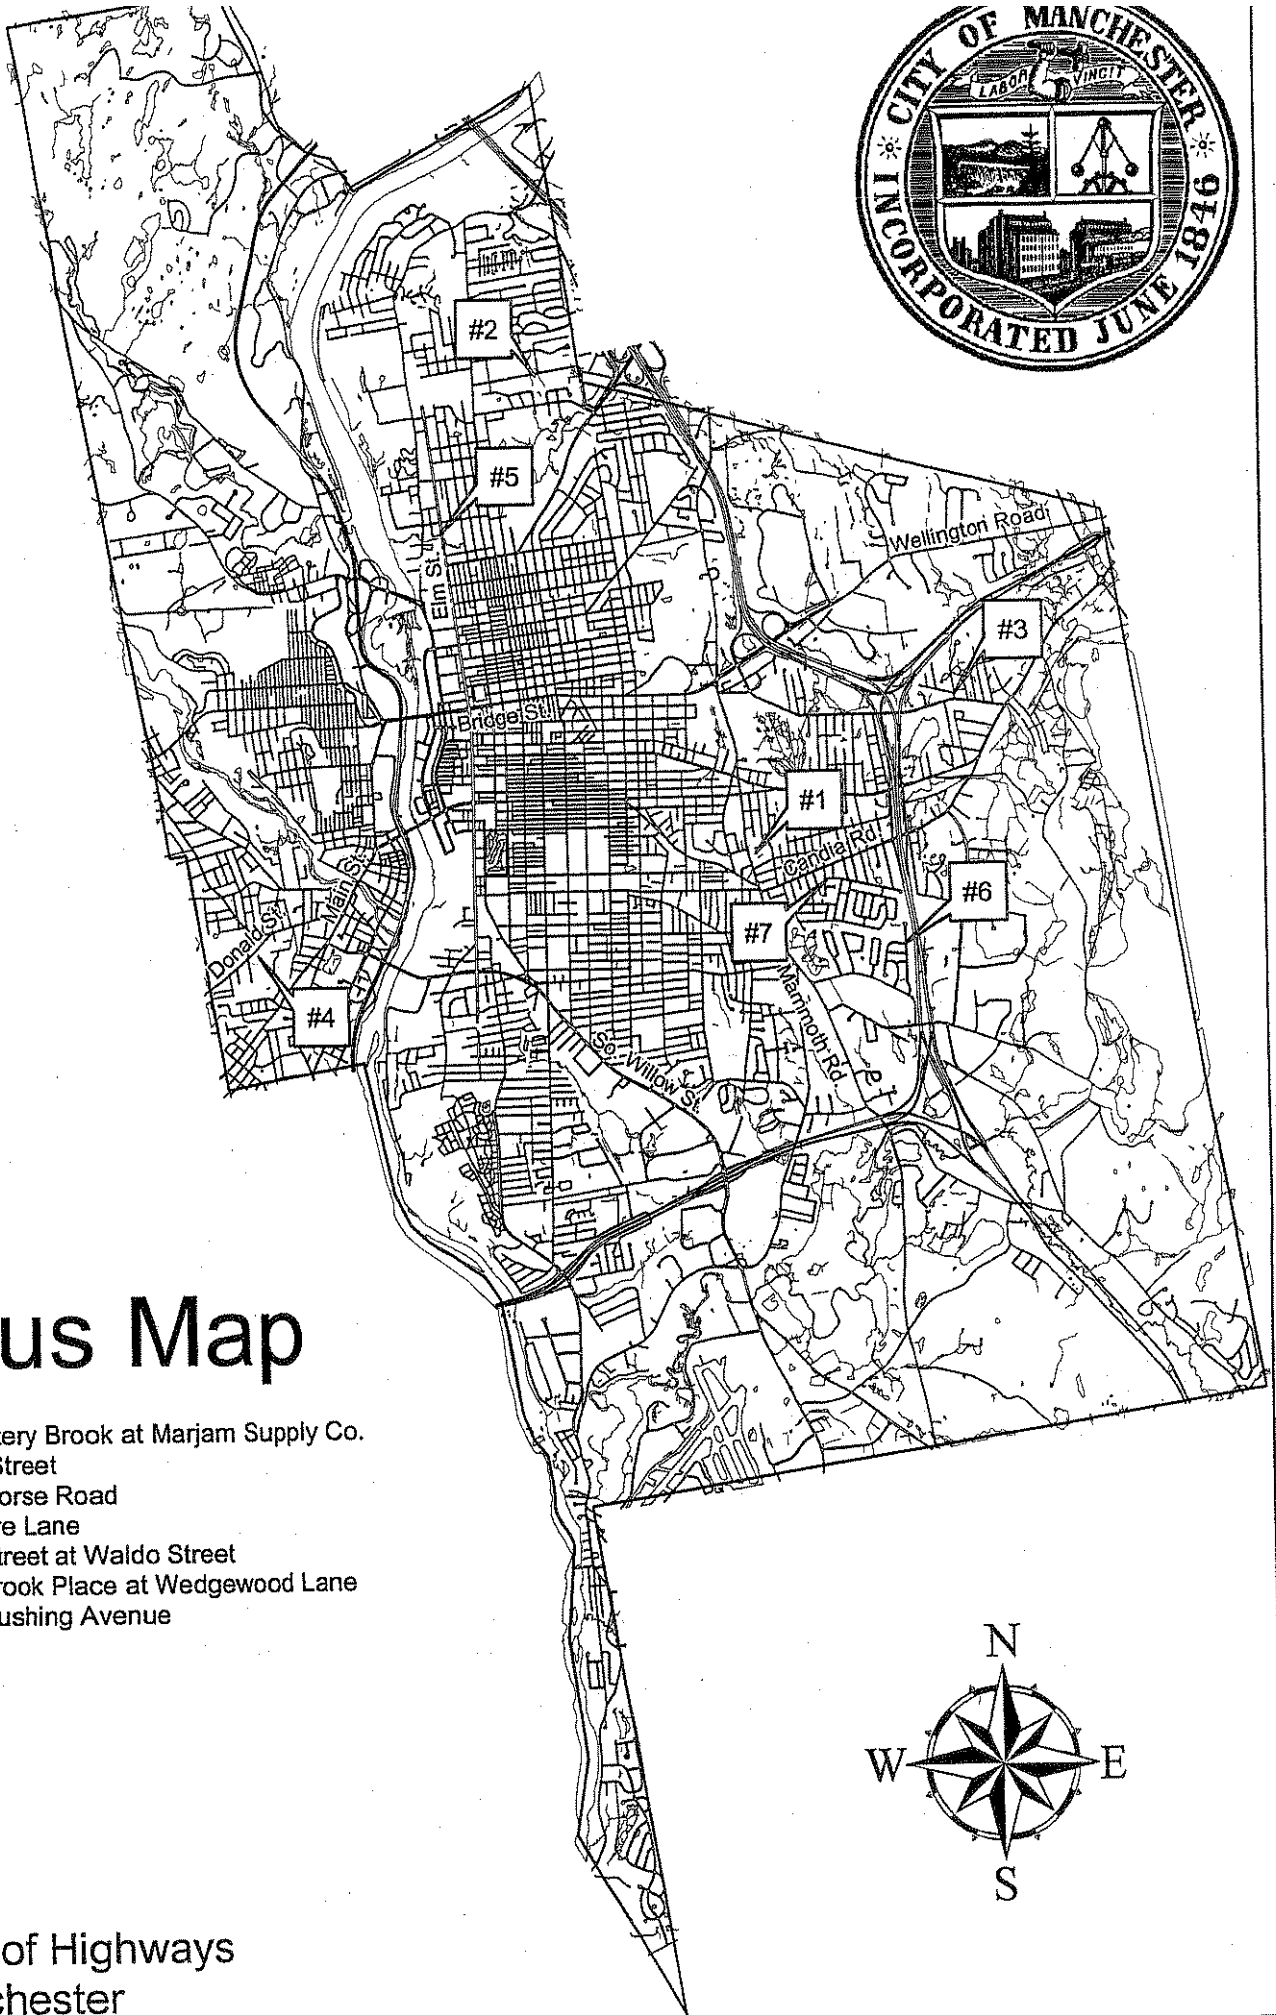 CITY OF MANCHESTER
LABOR VINCIT
INCORPORATED JUNE 1846
#2
#5
Wellington Road
Elm St.
#3
Bridge St.
#1
Candia Rd.
Main St.
#6
Donald St.
#7
#4
Mammoth Rd.
So. Willow St.
us Map
tery Brook at Marjam Supply Co.
Street
orse Road
re Lane
treet at Waldo Street
rook Place at Wedgewood Lane
ushing Avenue
N
W
E
S
of Highways
chester